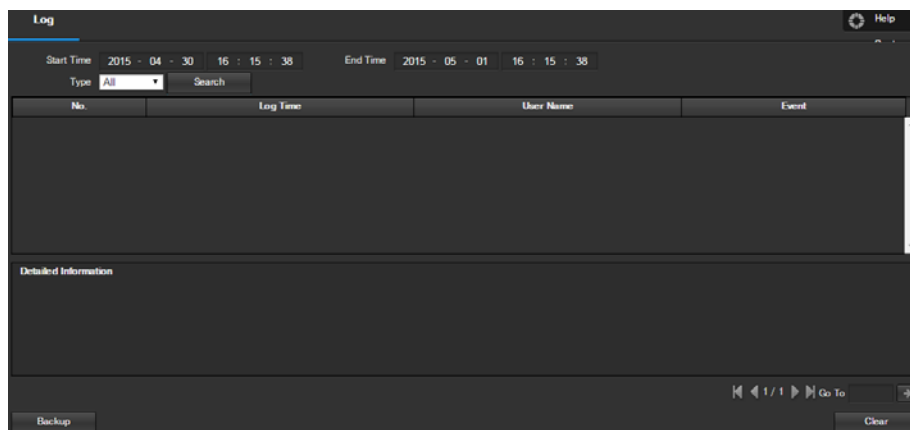 Log
Help
Start Time 2015 - 04 - 30 16 : 15 : 38 End Time 2015 - 05 - 01 16 : 15 : 38
Type All Search
No. Log Time User Name Event
Detailed Information
1 / 1 Go To
Backup Clear